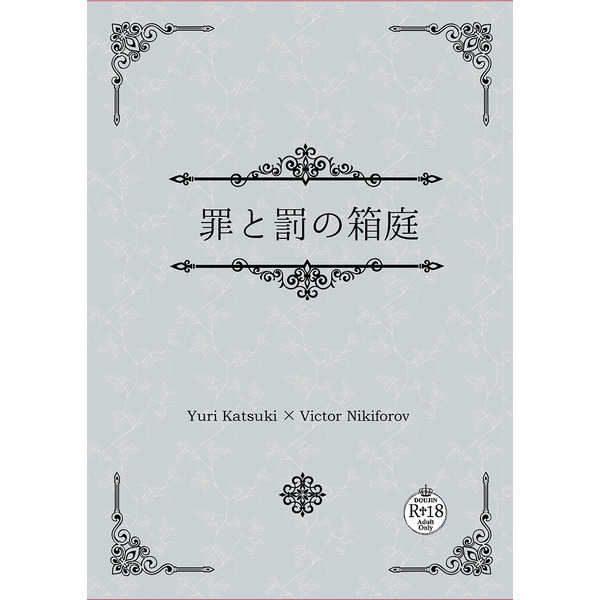 罪と罰の箱庭
Yuri Katsuki × Victor Nikiforov
DOUJIN
R+18
Adult
Only